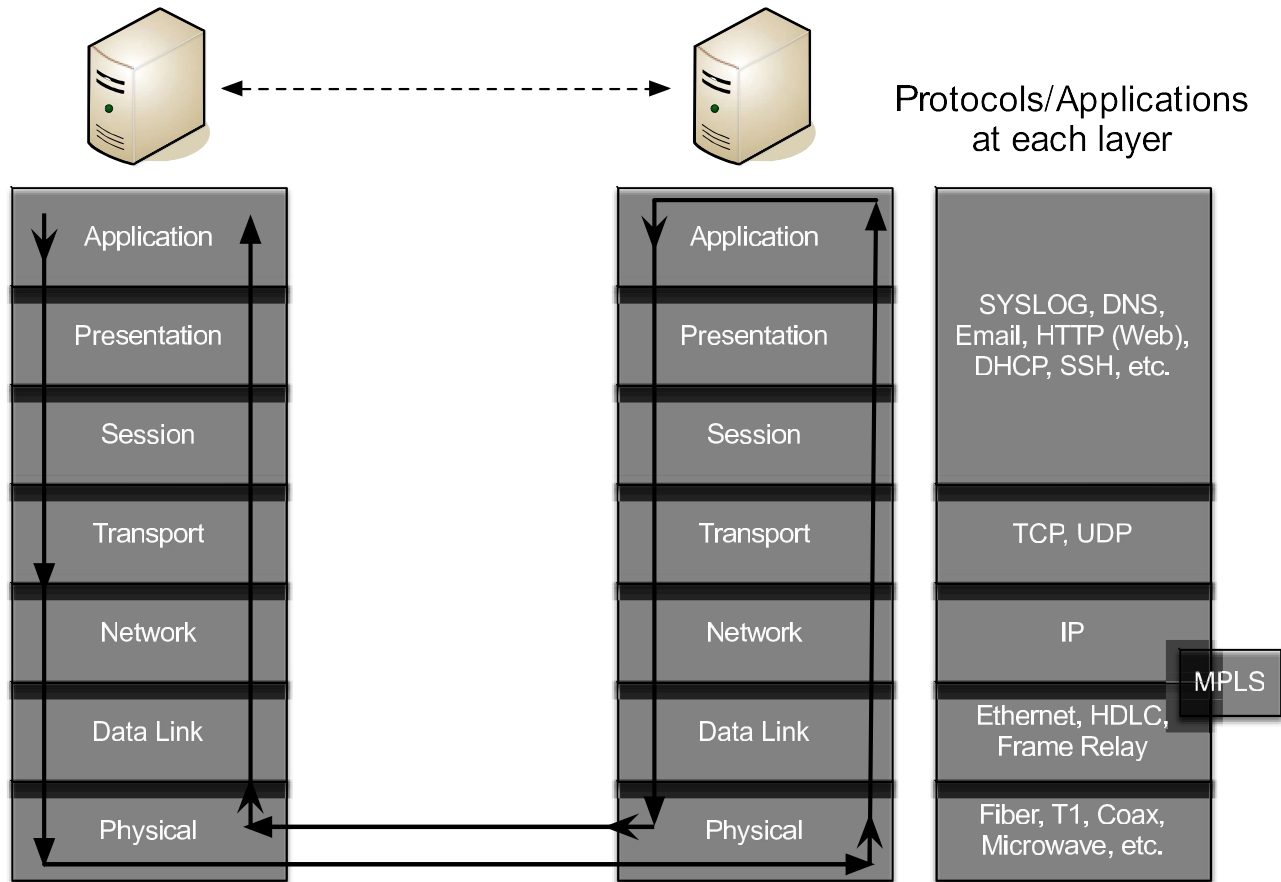 Protocols/Applications
at each layer
Application
Presentation
Session
Transport
Network
Data Link
Physical
Application
Presentation
Session
Transport
Network
Data Link
Physical
SYSLOG, DNS,
Email, HTTP (Web),
DHCP, SSH, etc.
TCP, UDP
IP
MPLS
Ethernet, HDLC,
Frame Relay
Fiber, T1, Coax,
Microwave, etc.